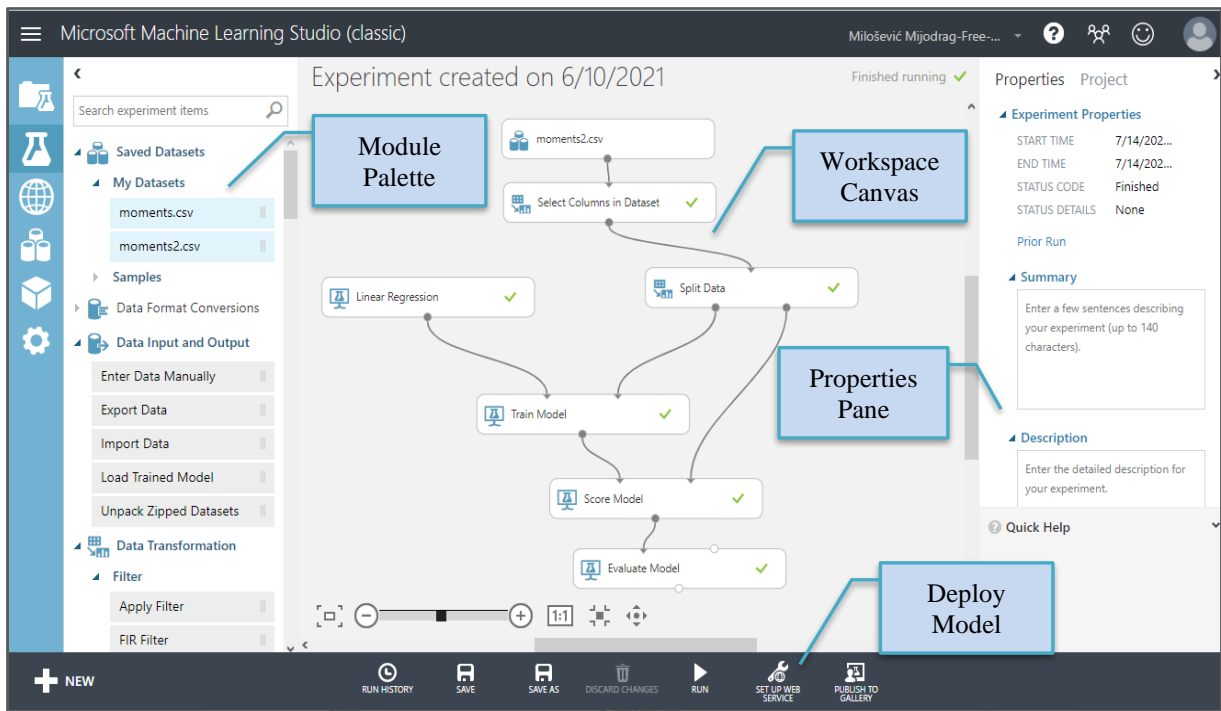 Microsoft Machine Learning Studio (classic)
Milošević Mijodrag-Free-...
?
Search experiment items
Saved Datasets
My Datasets
moments.csv
moments2.csv
Samples
Data Format Conversions
Data Input and Output
Enter Data Manually
Export Data
Import Data
Load Trained Model
Unpack Zipped Datasets
Data Transformation
Filter
Apply Filter
FIR Filter
Experiment created on 6/10/2021
Finished running
Module
Palette
moments2.csv
Workspace
Canvas
Select Columns in Dataset
Linear Regression
Split Data
Properties
Pane
Train Model
Score Model
Evaluate Model
1:1
Deploy
Model
Properties
Project
Experiment Properties
START TIME 7/14/202...
END TIME 7/14/202...
STATUS CODE Finished
STATUS DETAILS None
Prior Run
Summary
Enter a few sentences describing
your experiment (up to 140
characters).
Description
Enter the detailed description for
your experiment.
? Quick Help
NEW
RUN HISTORY
SAVE
SAVE AS
DISCARD CHANGES
RUN
SET UP WEB
SERVICE
PUBLISH TO
GALLERY